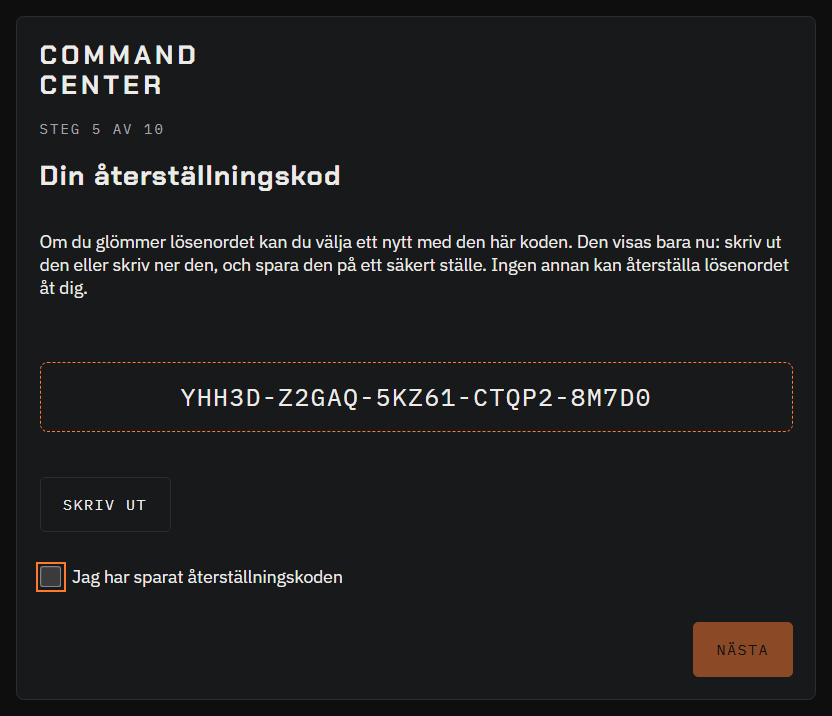 COMMAND
CENTER
STEG 5 AV 10
Din återställningskod
Om du glömmer lösenordet kan du välja ett nytt med den här koden. Den visas bara nu: skriv ut
den eller skriv ner den, och spara den på ett säkert ställe. Ingen annan kan återställa lösenordet
åt dig.
YHH3D-Z2GAQ-5KZ61-CTQP2-8M7D0
SKRIV UT
Jag har sparat återställningskoden
NÄSTA